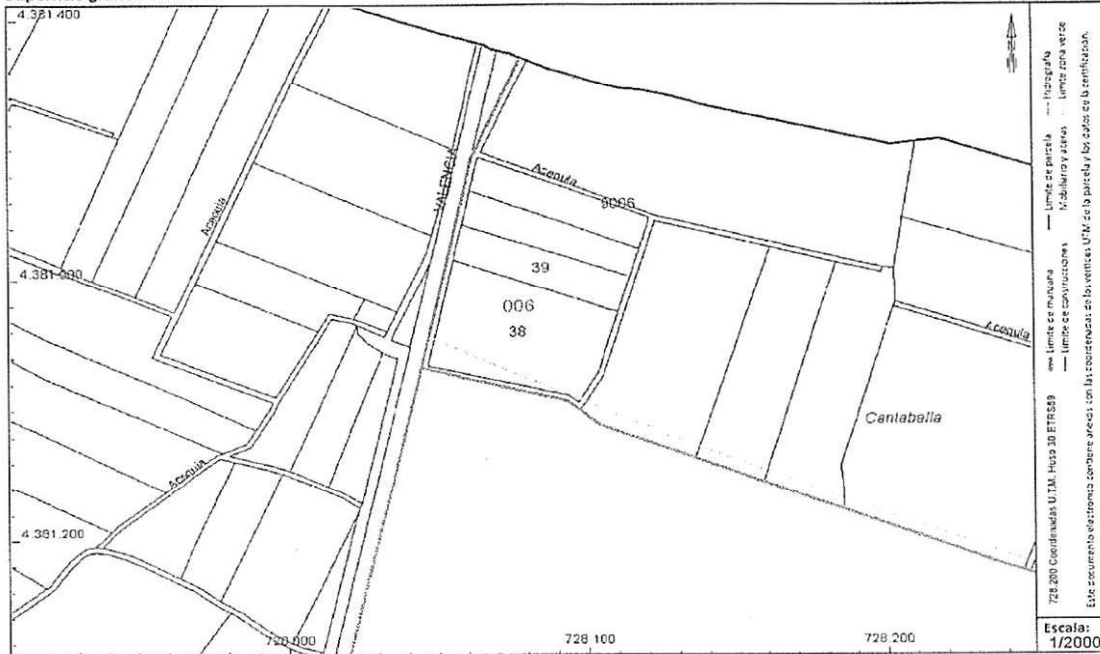 4.381.400
VALENCIA
Acequia
9006
Acequia
39
4.381.300
006
38
Acequia
Cantaballa
Acequia
4.381.200
728.000
728.100
728.200
Límite de parcela
Hidrografía
Mobiliario y aceras
Límite zona verde
Límite de manzana
Límite de construcciones
728.200 Coordenadas U.T.M. Huso 30 ETRS89
Este documento electrónico contiene anexas con las coordenadas de los vértices UTM de la parcela y los datos de la certificación.
Escala:
1/2000